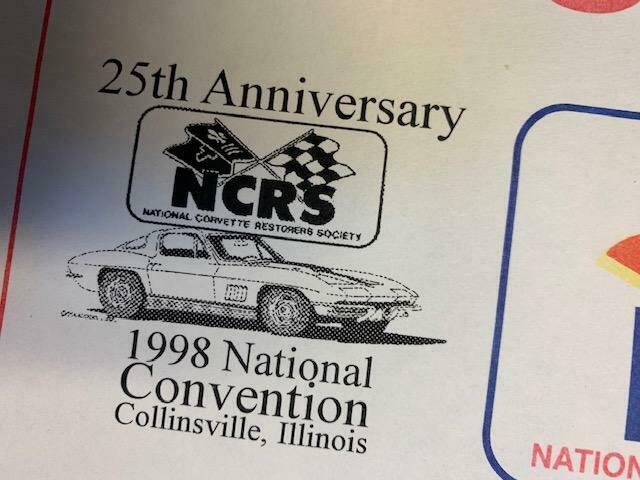 25th Anniversary
NCRS
NATIONAL CORVETTE RESTORERS SOCIETY
1998 National
Convention
Collinsville, Illinois
NATION